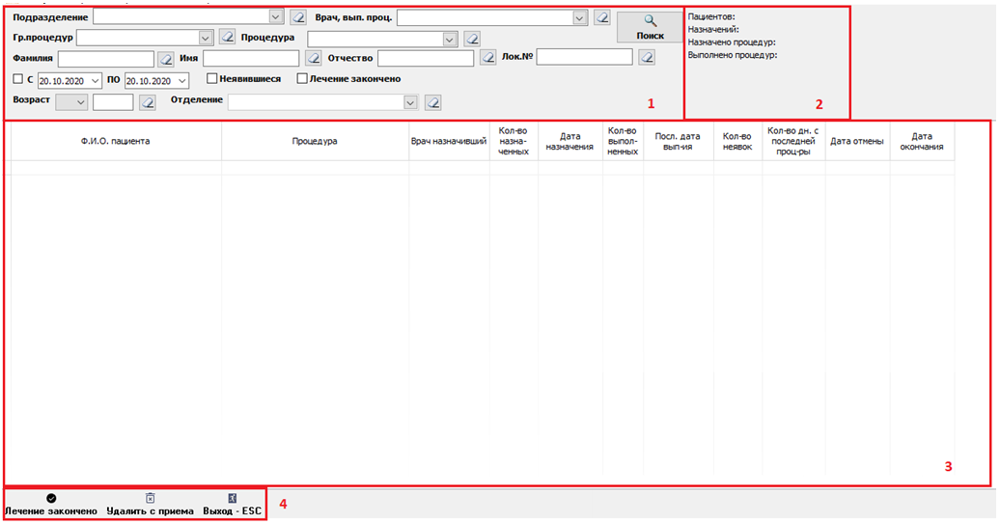 Подразделение Врач, вып. проц. Поиск
Гр.процедур Процедура
Фамилия Имя Отчество Лок.№
С 20.10.2020 ПО 20.10.2020 Неявившиеся Лечение закончено
Возраст Отделение
1
Пациентов:
Назначений:
Назначено процедур:
Выполнено процедур:
2
Ф.И.О. пациента
Процедура
Врач назначивший
Кол-во
назна-
ченных
Дата
назначения
Кол-во
выпол-
ненных
Посл. дата
вып-ия
Кол-во
неявок
Кол-во дн. с
последней
проц-ры
Дата отмены
Дата
окончания
3
Лечение закончено Удалить с приема Выход - ESC
4